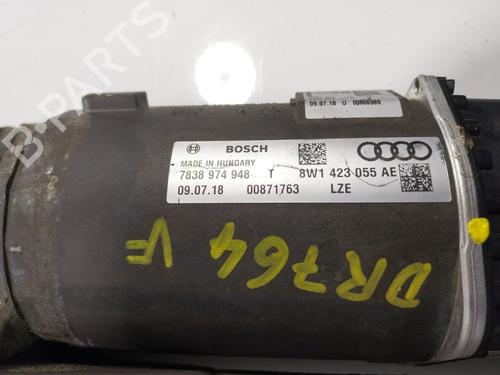 09.07.18 U 00866989
BOSCH
MADE IN HUNGARY
7838 974 948 T 8W1 423 055 AE
09.07.18 00871763 LZE
DR764
VF